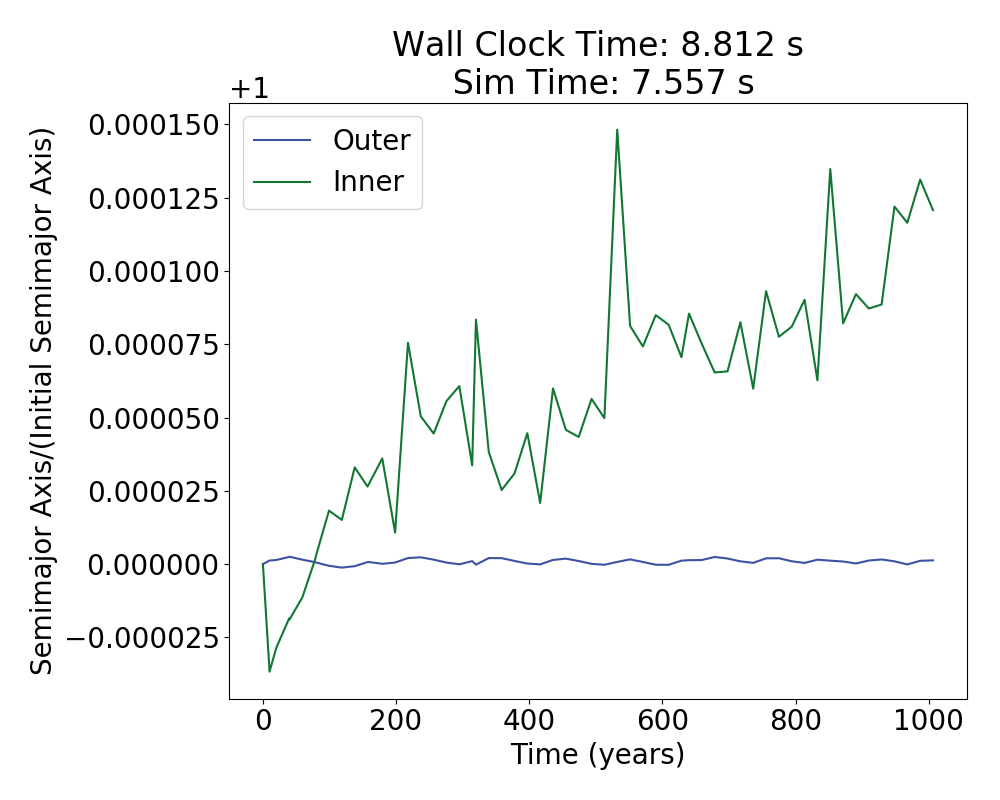 Wall Clock Time: 8.812 s
Sim Time: 7.557 s
+1
0.000150
0.000125
0.000100
0.000075
0.000050
0.000025
0.000000
−0.000025
Semimajor Axis/(Initial Semimajor Axis)
Outer
Inner
0 200 400 600 800 1000
Time (years)